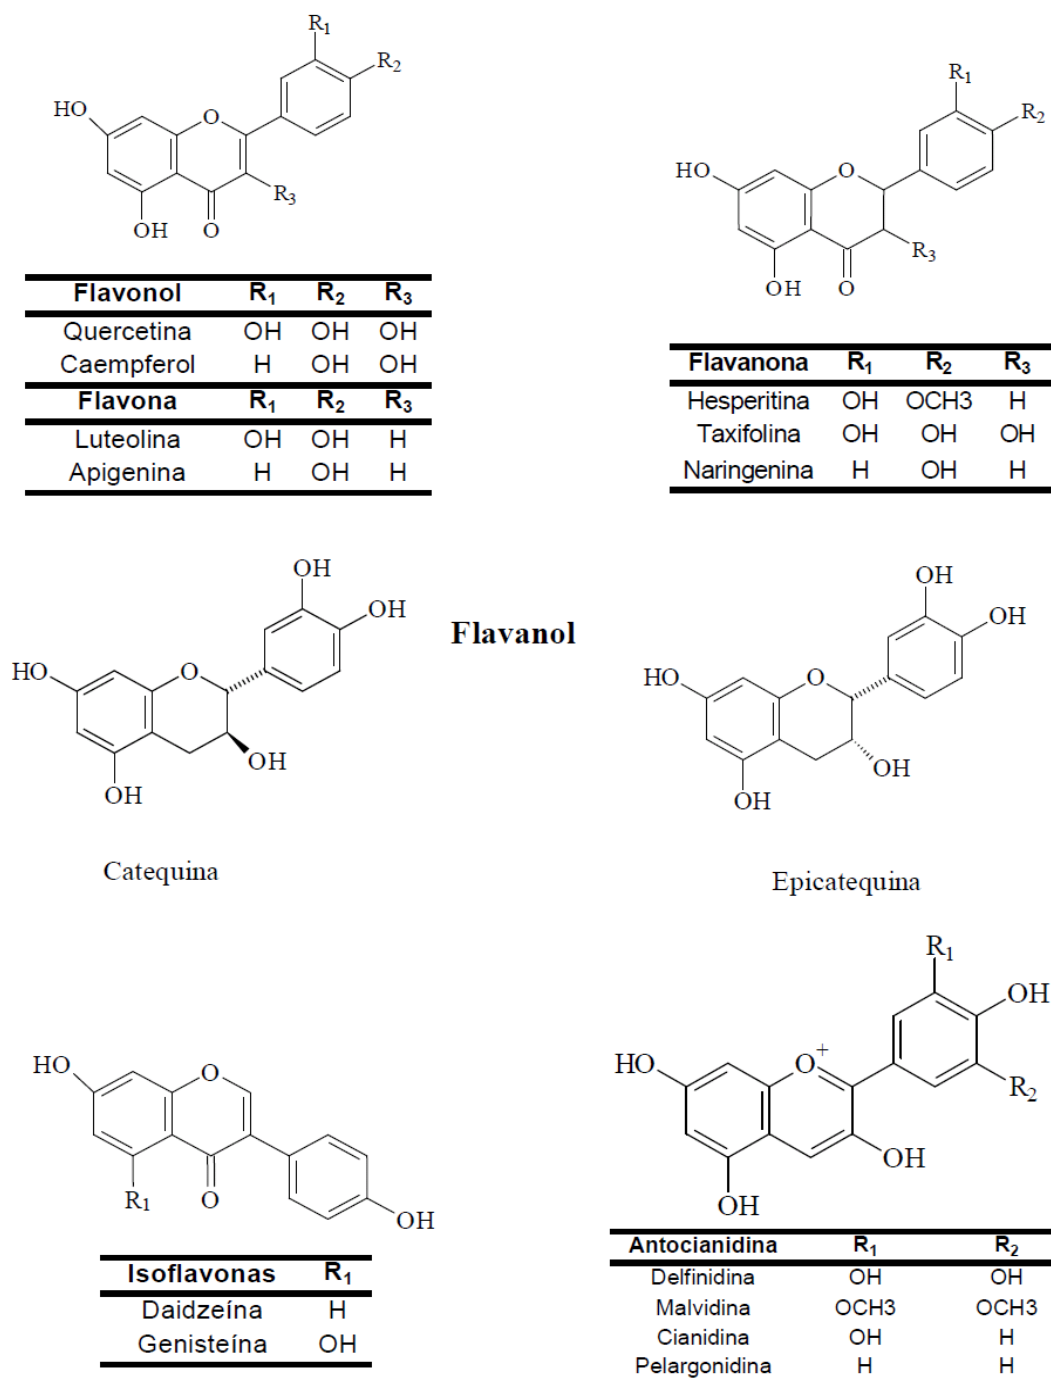 R₁
R₂
HO
O
R₃
OH
O
Flavonol R₁ R₂ R₃
Quercetina OH OH OH
Caempferol H OH OH
Flavona R₁ R₂ R₃
Luteolina OH OH H
Apigenina H OH H
R₁
R₂
HO
O
R₃
OH
O
Flavanona R₁ R₂ R₃
Hesperitina OH OCH3 H
Taxifolina OH OH OH
Naringenina H OH H
Flavanol
OH
OH
HO
O
OH
OH
Catequina
OH
OH
HO
O
OH
OH
Epicatequina
HO
O
R₁
O
OH
Isoflavonas R₁
Daidzeína H
Genisteína OH
R₁
OH
HO
O+
R₂
OH
OH
Antocianidina R₁ R₂
Delfinidina OH OH
Malvidina OCH3 OCH3
Cianidina OH H
Pelargonidina H H